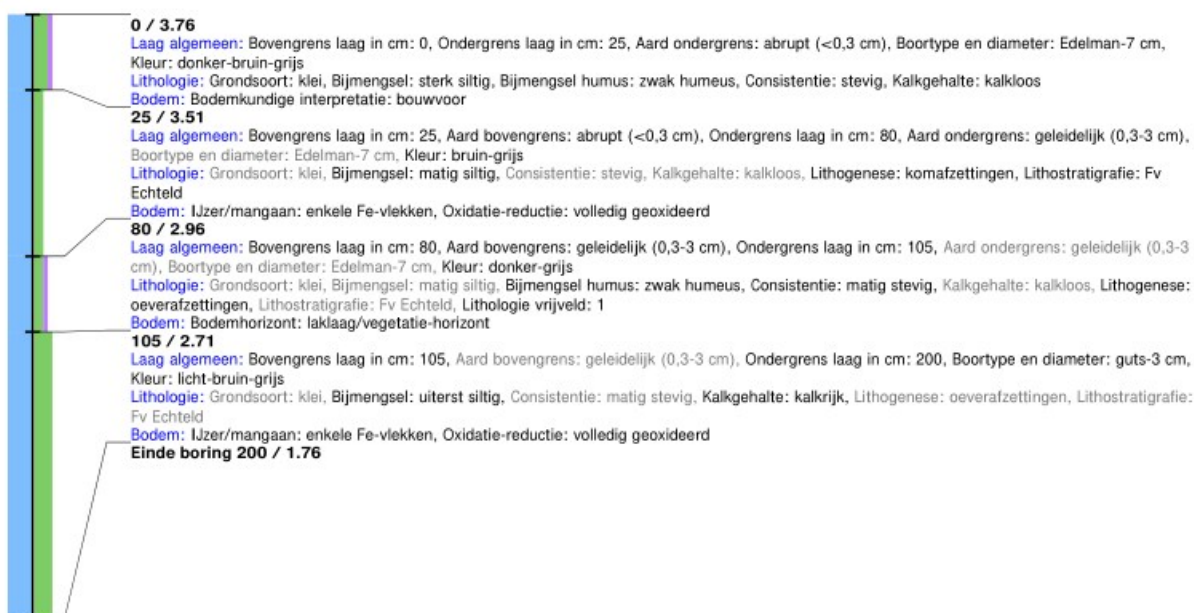 0 / 3.76
Laag algemeen: Bovengrens laag in cm: 0, Ondergrens laag in cm: 25, Aard ondergrens: abrupt (<0,3 cm), Boortype en diameter: Edelman-7 cm,
Kleur: donker-bruin-grijs
Lithologie: Grondsoort: klei, Bijmengsel: sterk siltig, Bijmengsel humus: zwak humeus, Consistentie: stevig, Kalkgehalte: kalkloos
Bodem: Bodemkundige interpretatie: bouwvoor
25 / 3.51
Laag algemeen: Bovengrens laag in cm: 25, Aard bovengrens: abrupt (<0,3 cm), Ondergrens laag in cm: 80, Aard ondergrens: geleidelijk (0,3-3 cm),
Boortype en diameter: Edelman-7 cm, Kleur: bruin-grijs
Lithologie: Grondsoort: klei, Bijmengsel: matig siltig, Consistentie: stevig, Kalkgehalte: kalkloos, Lithogenese: komafzettingen, Lithostratigrafie: Fv
Echteld
Bodem: IJzer/mangaan: enkele Fe-vlekken, Oxidatie-reductie: volledig geoxideerd
80 / 2.96
Laag algemeen: Bovengrens laag in cm: 80, Aard bovengrens: geleidelijk (0,3-3 cm), Ondergrens laag in cm: 105, Aard ondergrens: geleidelijk (0,3-3
cm), Boortype en diameter: Edelman-7 cm, Kleur: donker-grijs
Lithologie: Grondsoort: klei, Bijmengsel: matig siltig, Bijmengsel humus: zwak humeus, Consistentie: matig stevig, Kalkgehalte: kalkloos, Lithogenese:
oeverafzettingen, Lithostratigrafie: Fv Echteld, Lithologie vrijveld: 1
Bodem: Bodemhorizont: laklaag/vegetatie-horizont
105 / 2.71
Laag algemeen: Bovengrens laag in cm: 105, Aard bovengrens: geleidelijk (0,3-3 cm), Ondergrens laag in cm: 200, Boortype en diameter: guts-3 cm,
Kleur: licht-bruin-grijs
Lithologie: Grondsoort: klei, Bijmengsel: uiterst siltig, Consistentie: matig stevig, Kalkgehalte: kalkrijk, Lithogenese: oeverafzettingen, Lithostratigrafie:
Fv Echteld
Bodem: IJzer/mangaan: enkele Fe-vlekken, Oxidatie-reductie: volledig geoxideerd
Einde boring 200 / 1.76